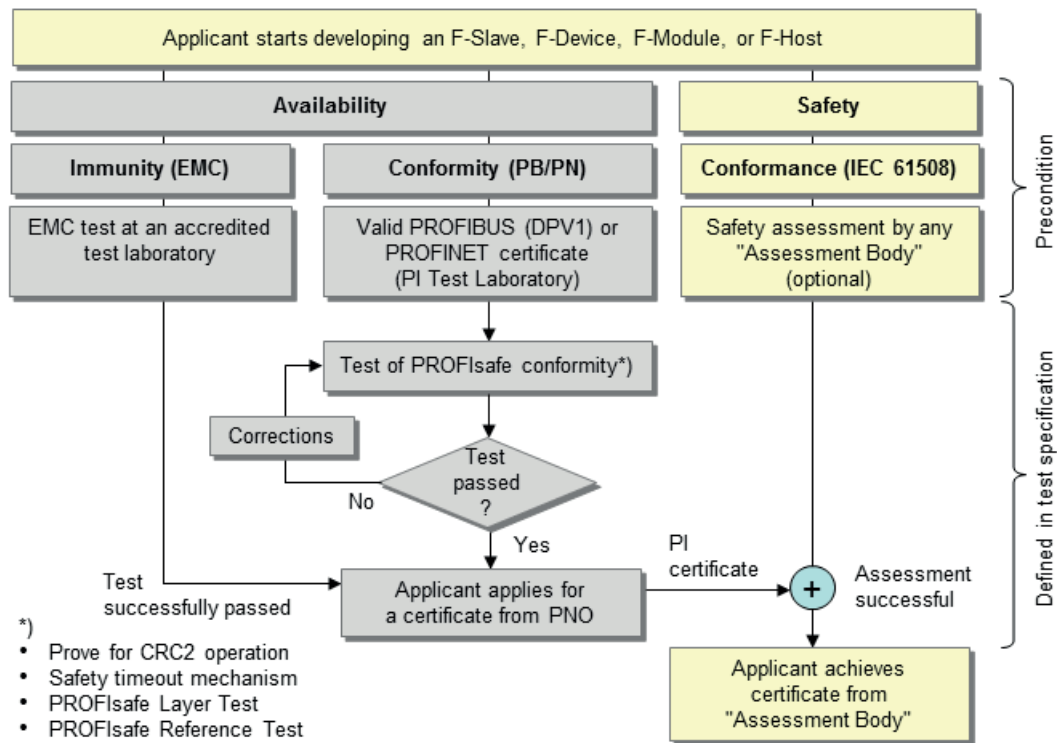 Applicant starts developing an F-Slave, F-Device, F-Module, or F-Host
Availability
Safety
Immunity (EMC)
Conformity (PB/PN)
Conformance (IEC 61508)
EMC test at an accredited
test laboratory
Valid PROFIBUS (DPV1) or
PROFINET certificate
(PI Test Laboratory)
Safety assessment by any
"Assessment Body"
(optional)
Precondition
Test of PROFIsafe conformity*)
Corrections
Test
passed
?
No
Yes
Test
successfully passed
Applicant applies for
a certificate from PNO
PI
certificate
+
Assessment
successful
Defined in test specification
Applicant achieves
certificate from
"Assessment Body"
*)
• Prove for CRC2 operation
• Safety timeout mechanism
• PROFIsafe Layer Test
• PROFIsafe Reference Test